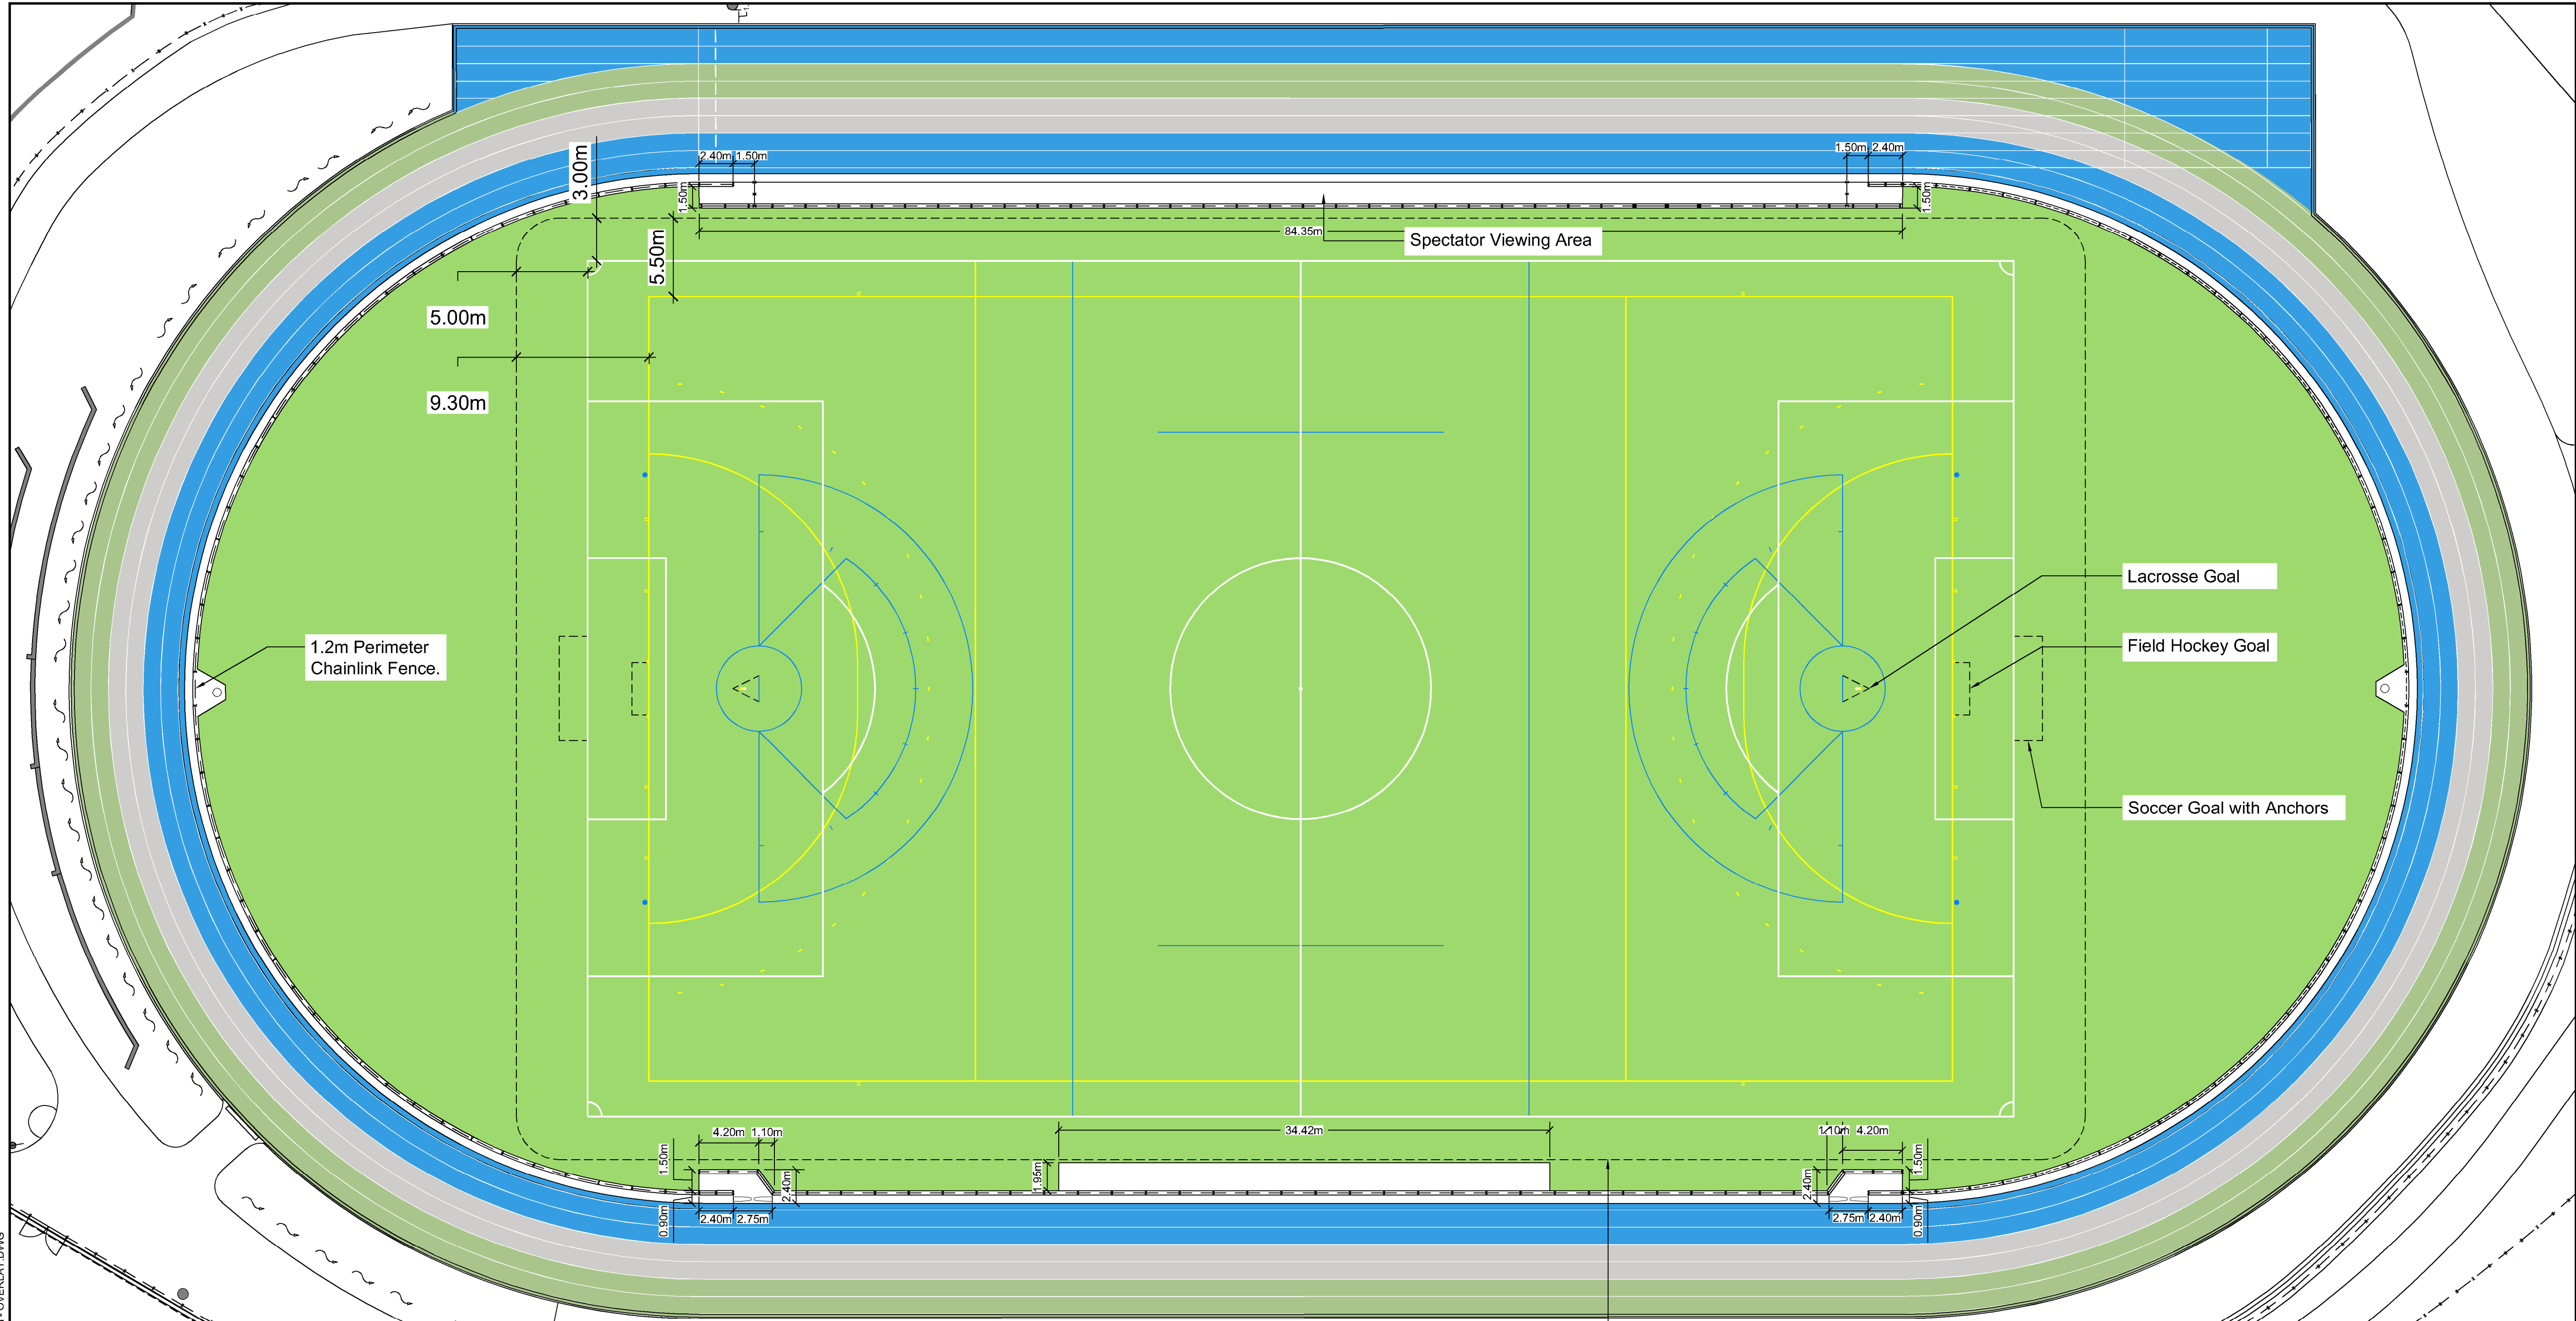 3.00m
2.40m 1.50m
1.50m 2.40m
1.50m
1.50m
84.35m
Spectator Viewing Area
5.50m
5.00m
9.30m
Lacrosse Goal
1.2m Perimeter
Chainlink Fence.
Field Hockey Goal
Soccer Goal with Anchors
4.20m 1.10m
34.42m
1.10m 4.20m
1.50m
2.40m
1.95m
2.40m
1.50m
0.90m
2.40m 2.75m
2.75m 2.40m
0.90m